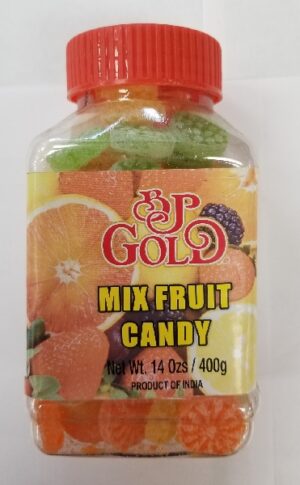 BP
GOLD
MIX FRUIT
CANDY
Net Wt. 14 Ozs / 400g
PRODUCT OF INDIA